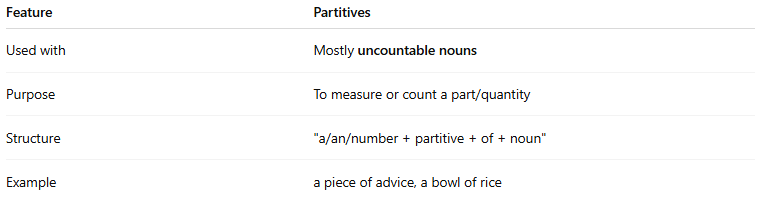 Feature Partitives
Used with Mostly uncountable nouns
Purpose To measure or count a part/quantity
Structure "a/an/number + partitive + of + noun"
Example a piece of advice, a bowl of rice